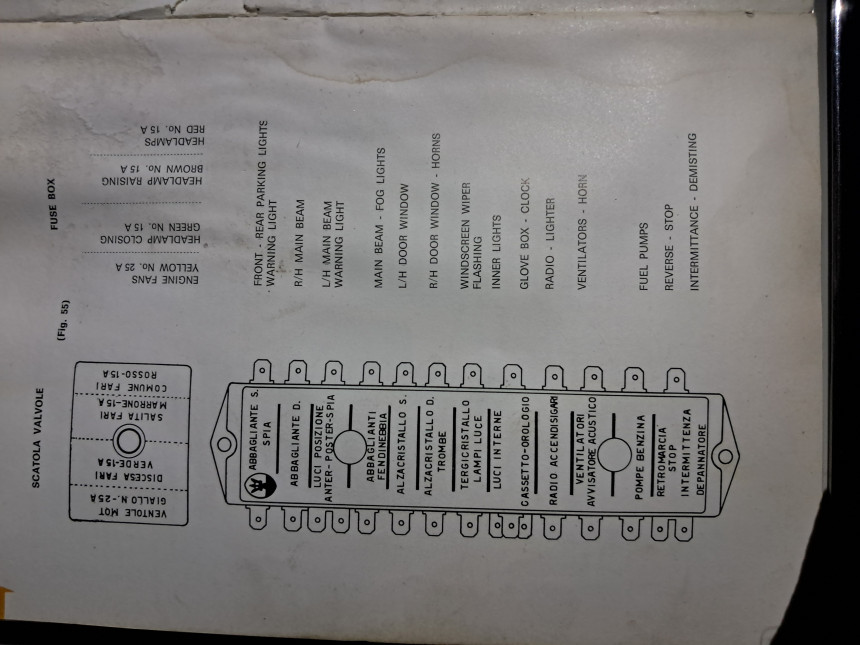 SCATOLA VALVOLE
FUSE BOX
(Fig. 55)
VENTOLE MOT
GIALLO.N.-25A
DISCESA FARI
VERDE-15A
SALITA FARI
MARRONE-15A
COMUNE FARI
ROSSO-15A
ENGINE FANS
YELLOW No. 25 A
HEADLAMP CLOSING
GREEN No. 15 A
HEADLAMP RAISING
BROWN No. 15 A
HEADLAMPS
RED No. 15 A
ABBAGLIANTE S.
SPIA
ABBAGLIANTE D.
LUCI POSIZIONE
ANTER-POSTER-SPIA
ABBAGLIANTI
FENDINEBBIA
ALZACRISTALLO S.
ALZACRISTALLO D.
TROMBE
TERGICRISTALLO
LAMPI LUCE
LUCI INTERNE
CASSETTO-OROLOGIO
RADIO ACCENDISIGARI
VENTILATORI
AVVISATORE ACUSTICO
POMPE BENZINA
RETROMARCIA
STOP
INTERMITTENZA
DEPANNATORE
FRONT - REAR PARKING LIGHTS
- WARNING LIGHT
R/H MAIN BEAM
L/H MAIN BEAM
WARNING LIGHT
MAIN BEAM - FOG LIGHTS
L/H DOOR WINDOW
R/H DOOR WINDOW - HORNS
WINDSCREEN WIPER
FLASHING
INNER LIGHTS
GLOVE BOX - CLOCK
RADIO - LIGHTER
VENTILATORS - HORN
FUEL PUMPS
REVERSE - STOP
INTERMITTANCE - DEMISTING